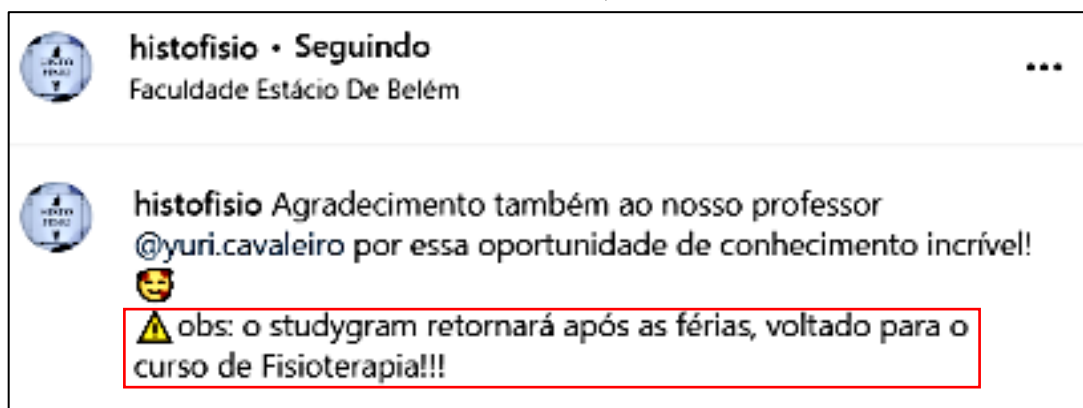 histofisio • Seguindo
Faculdade Estácio De Belém
•••
histofisio Agradecimento também ao nosso professor
@yuri.cavaleiro por essa oportunidade de conhecimento incrível!
🥰
⚠ obs: o studygram retornará após as férias, voltado para o
curso de Fisioterapia!!!